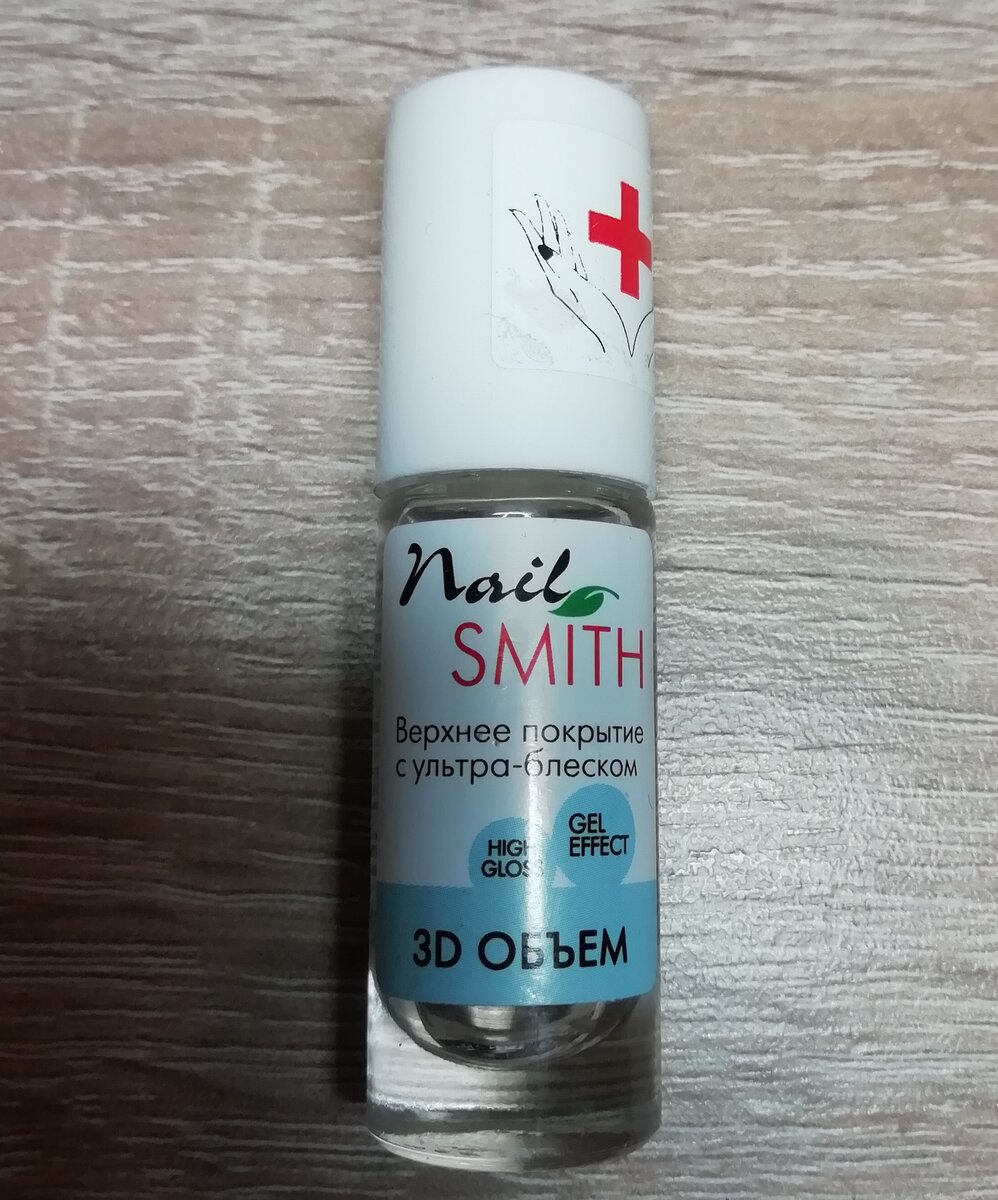 Nail
SMITH
Верхнее покрытие
с ультра-блеском
GEL
EFFECT
HIGH
GLOSS
3D ОБЪЕМ